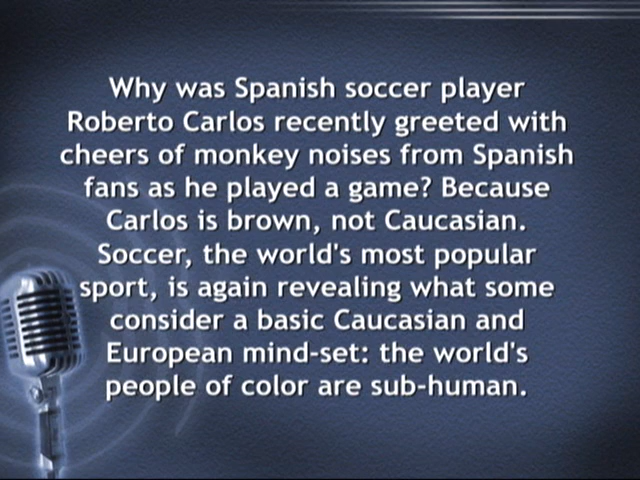 Why was Spanish soccer player
Roberto Carlos recently greeted with
cheers of monkey noises from Spanish
fans as he played a game? Because
Carlos is brown, not Caucasian.
Soccer, the world's most popular
sport, is again revealing what some
consider a basic Caucasian and
European mind-set: the world's
people of color are sub-human.